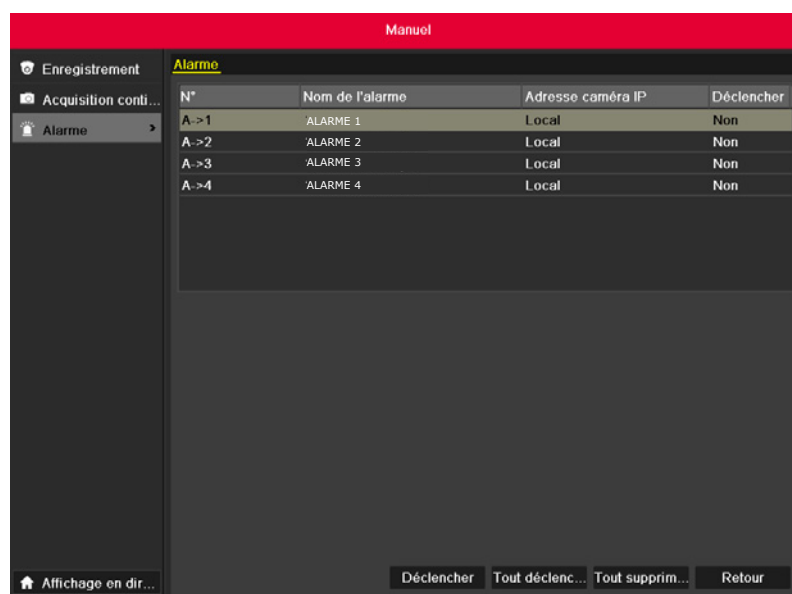 Manuel
Enregistrement
Acquisition conti...
Alarme
Alarme
N° Nom de l'alarme Adresse caméra IP Déclencher
A->1 ALARME 1 Local Non
A->2 ALARME 2 Local Non
A->3 ALARME 3 Local Non
A->4 ALARME 4 Local Non
Affichage en dir... Déclencher Tout déclenc... Tout supprim... Retour